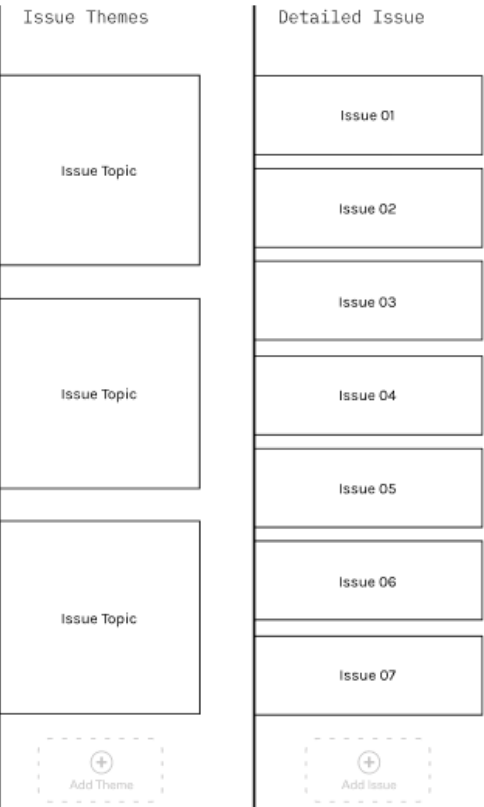 Issue Themes
Issue Topic
Issue Topic
Issue Topic
Add Theme
Detailed Issue
Issue 01
Issue 02
Issue 03
Issue 04
Issue 05
Issue 06
Issue 07
Add Issue